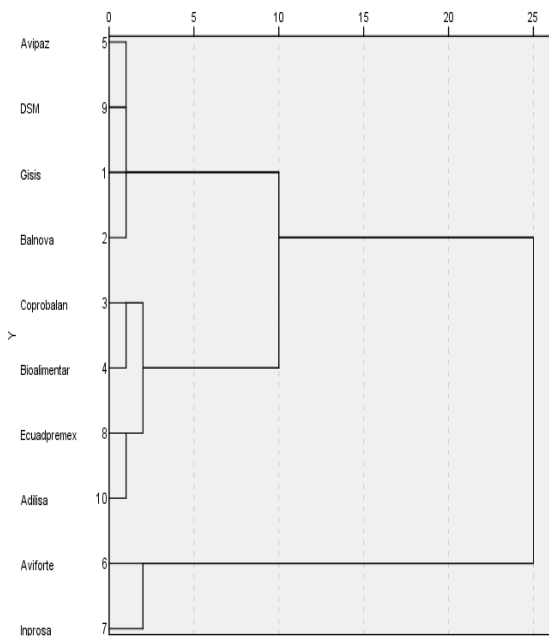 0 5 10 15 20 25
Avipaz 5
DSM 9
Gisis 1
Balnova 2
Coprobalan 3
Y
Bioalimentar 4
Ecuadpremex 8
Adilisa 10
Aviforte 6
Inprosa 7